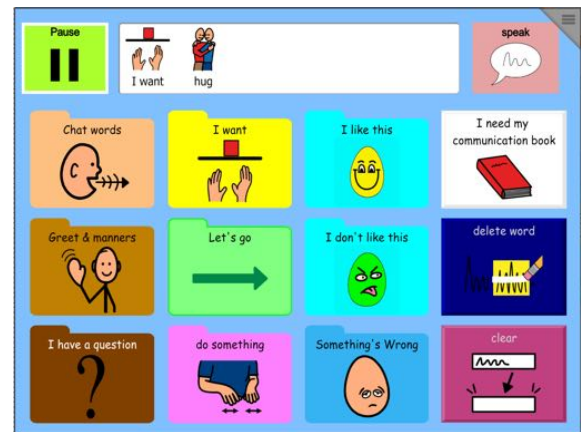 Pause
I want hug
speak
Chat words
I want
I like this
I need my
communication book
Greet & manners
Let's go
I don't like this
delete word
I have a question
do something
Something's Wrong
clear